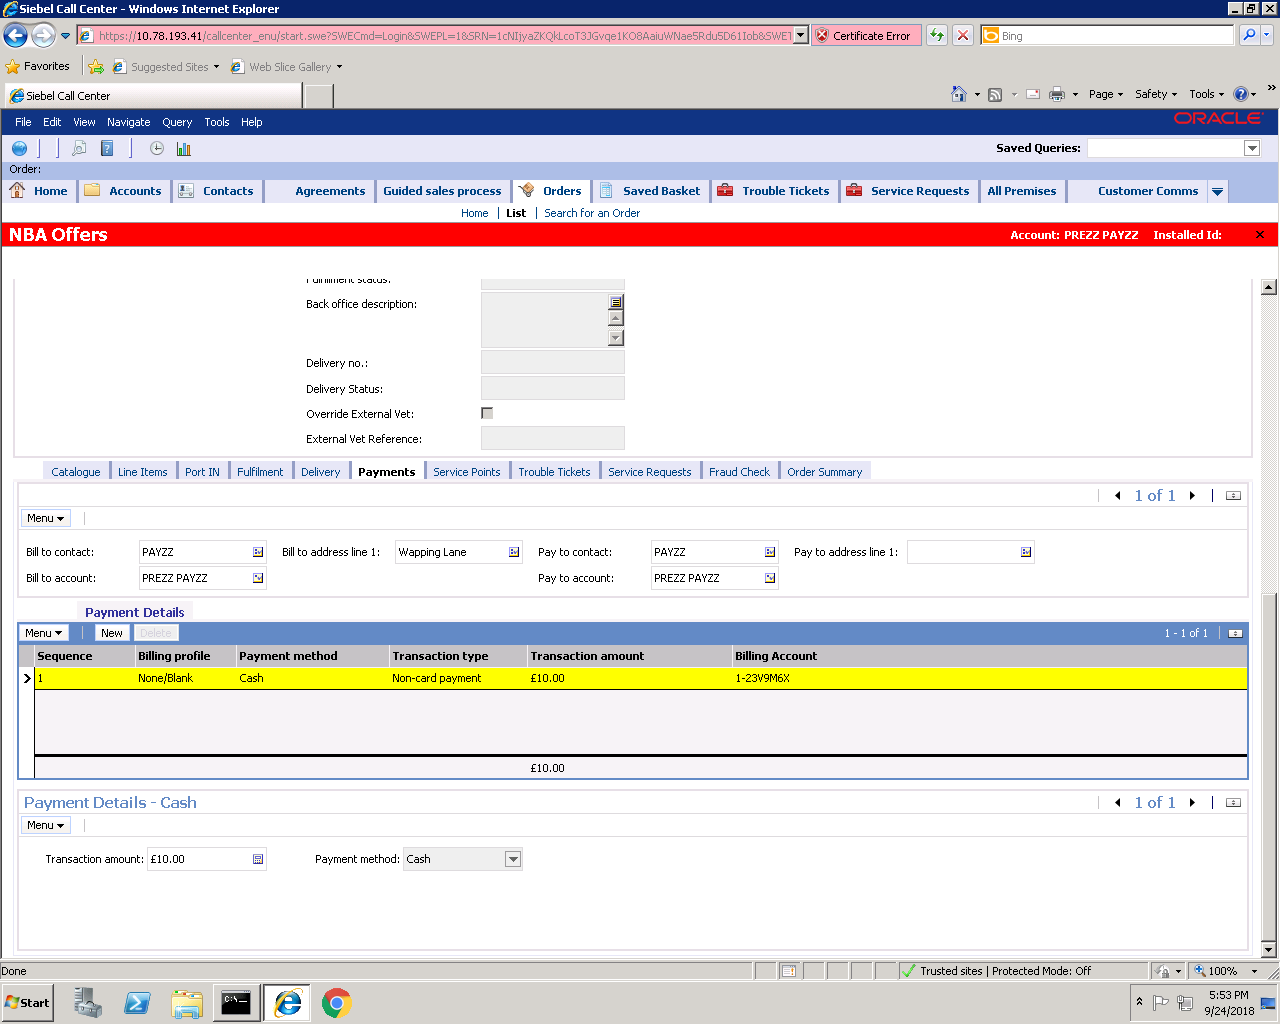 Siebel Call Center - Windows Internet Explorer
https://10.78.193.41/callcenter_enu/start.swe?SWECmd=Login&SWEPL=1&SRN=1cNIjyaZKQkLcoT3JGvqe1KO8AaiuWNae5Rdu5D61Iob&SWET
Certificate Error
Bing
Favorites
Suggested Sites
Web Slice Gallery
Siebel Call Center
Page
Safety
Tools
File Edit View Navigate Query Tools Help
ORACLE
Saved Queries:
Order:
Home Accounts Contacts Agreements Guided sales process Orders Saved Basket Trouble Tickets Service Requests All Premises Customer Comms
Home | List | Search for an Order
NBA Offers
Account: PREZZ PAYZZ Installed Id:
Back office description:
Delivery no.:
Delivery Status:
Override External Vet:
External Vet Reference:
Catalogue Line Items Port IN Fulfilment Delivery Payments Service Points Trouble Tickets Service Requests Fraud Check Order Summary
1 of 1
Menu
Bill to contact: PAYZZ Bill to address line 1: Wapping Lane Pay to contact: PAYZZ Pay to address line 1:
Bill to account: PREZZ PAYZZ Pay to account: PREZZ PAYZZ
Payment Details
Menu New Delete 1 - 1 of 1
Sequence Billing profile Payment method Transaction type Transaction amount Billing Account
1 None/Blank Cash Non-card payment £10.00 1-23V9M6X
£10.00
Payment Details - Cash 1 of 1
Menu
Transaction amount: £10.00 Payment method: Cash
Done
Trusted sites | Protected Mode: Off
100%
Start
5:53 PM
9/24/2018